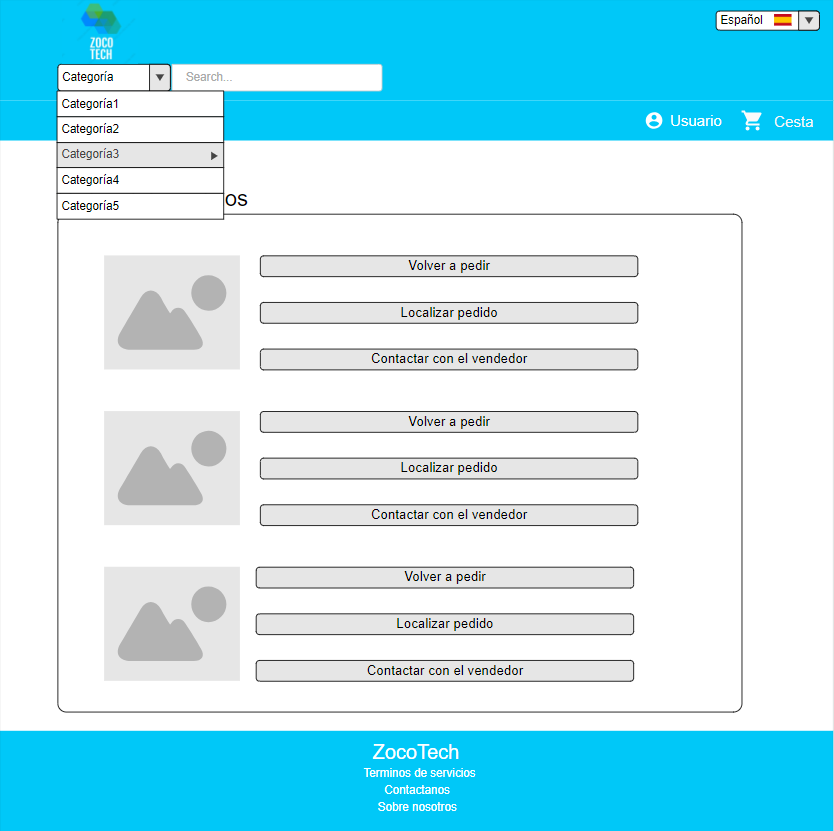 ZOCO
TECH
Español
Categoría
Search...
Usuario
Cesta
Categoría1
Categoría2
Categoría3
Categoría4
Categoría5
os
Volver a pedir
Localizar pedido
Contactar con el vendedor
Volver a pedir
Localizar pedido
Contactar con el vendedor
Volver a pedir
Localizar pedido
Contactar con el vendedor
ZocoTech
Terminos de servicios
Contactanos
Sobre nosotros